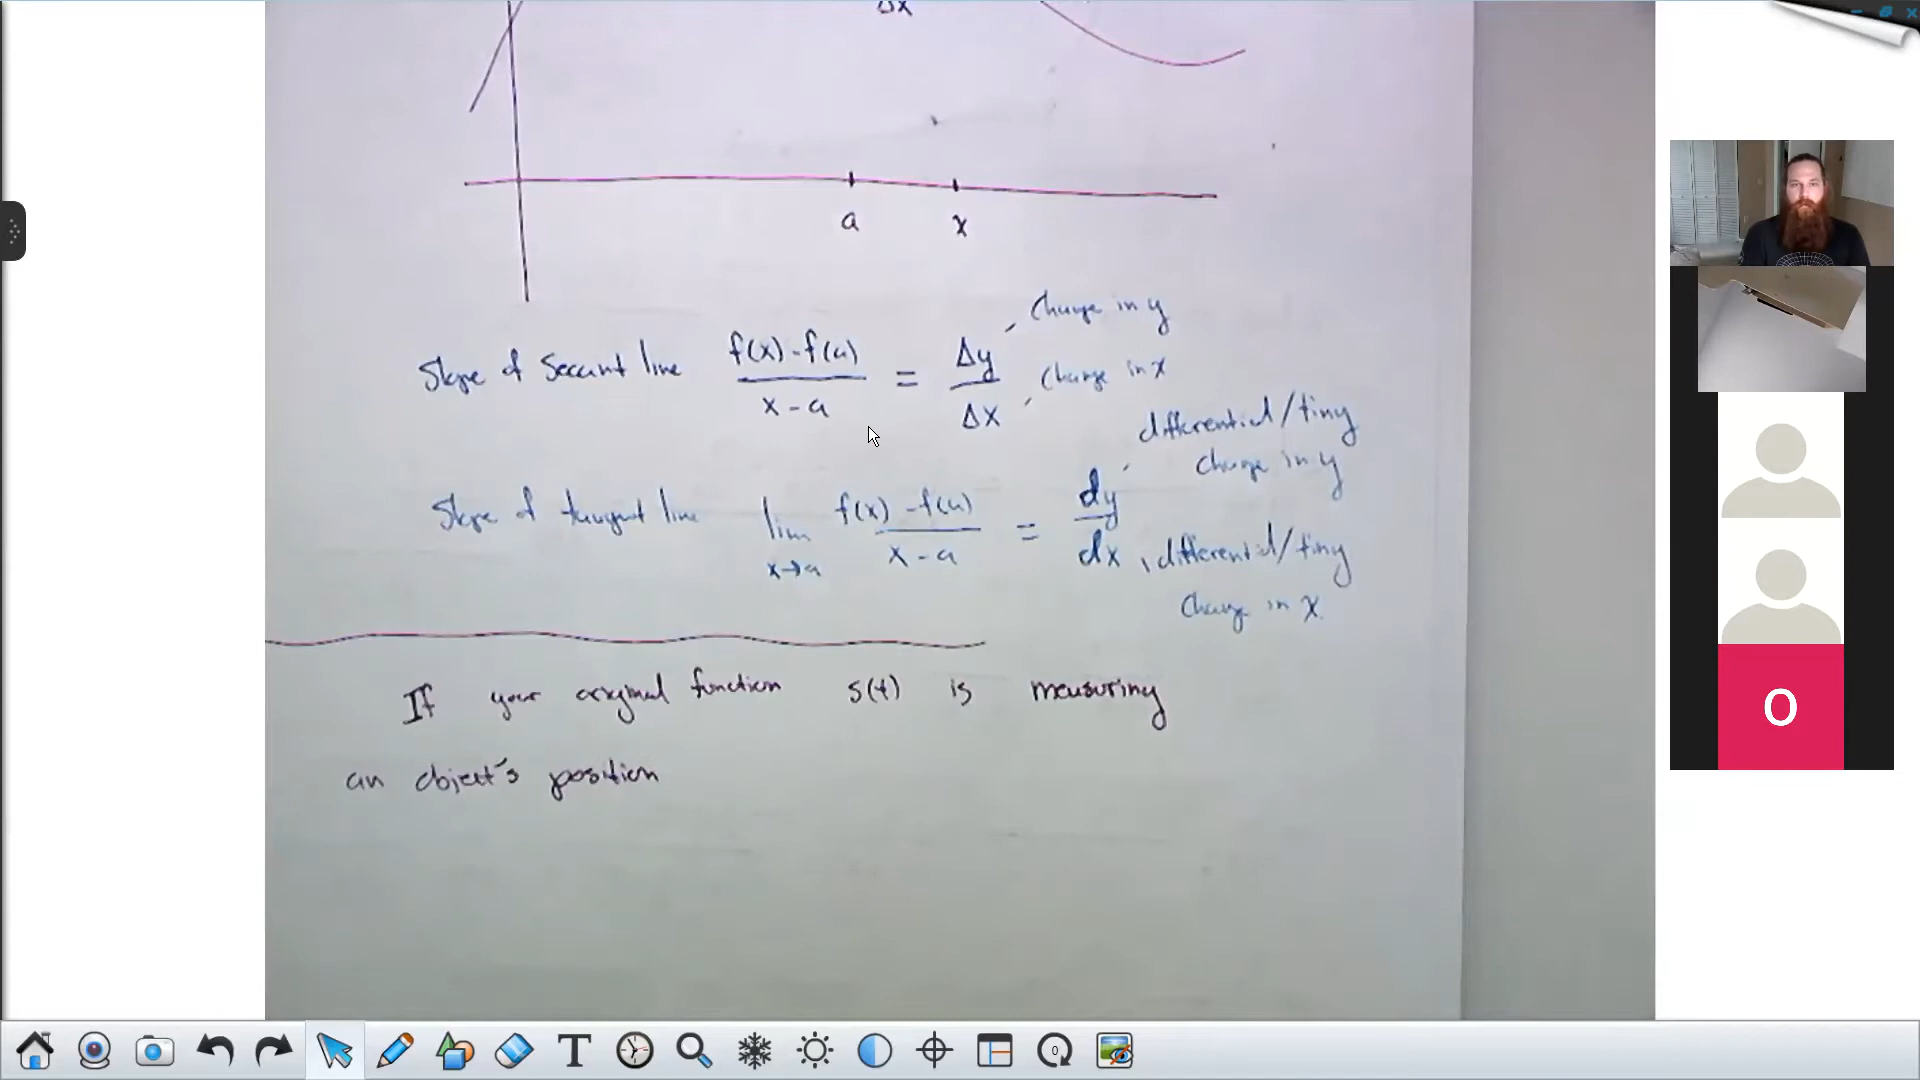 Δx
a x
change in y
Slope of Secant line f(x) - f(a) / x - a = Δy / Δx
change in x
differential/tiny
change in y
Slope of tangent line lim x→a f(x) - f(a) / x - a = dy / dx
differential/tiny
change in x
If your original function s(t) is measuring
an object's position
T
0
O